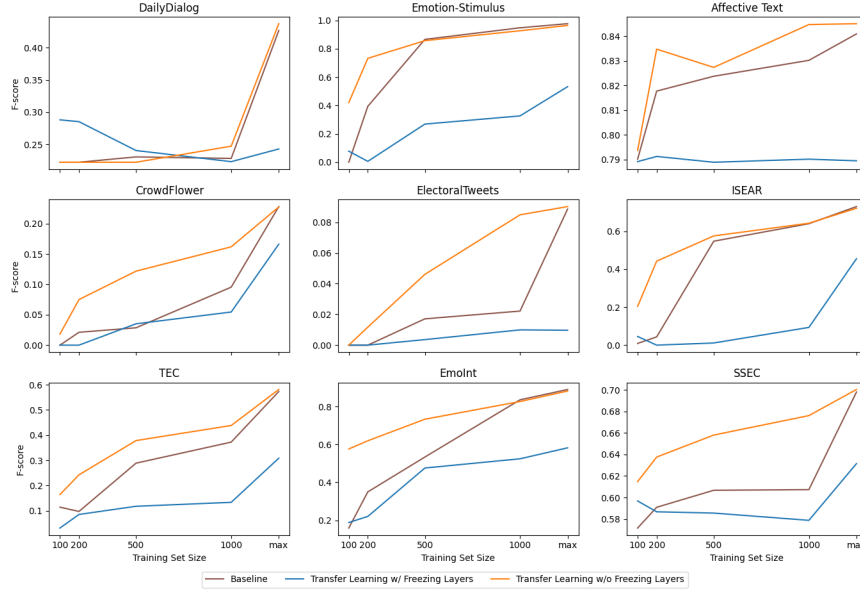 DailyDialog
Emotion-Stimulus
Affective Text
F-score
0.40
0.35
0.30
0.25
1.0
0.8
0.6
0.4
0.2
0.0
0.84
0.83
0.82
0.81
0.80
0.79
CrowdFlower
ElectoralTweets
ISEAR
F-score
0.20
0.15
0.10
0.05
0.00
0.08
0.06
0.04
0.02
0.00
0.6
0.4
0.2
0.0
TEC
EmoInt
SSEC
F-score
0.6
0.5
0.4
0.3
0.2
0.1
0.8
0.6
0.4
0.2
0.70
0.68
0.66
0.64
0.62
0.60
0.58
100 200 500 1000 max
100 200 500 1000 max
100 200 500 1000 max
Training Set Size
Training Set Size
Training Set Size
Baseline
Transfer Learning w/ Freezing Layers
Transfer Learning w/o Freezing Layers